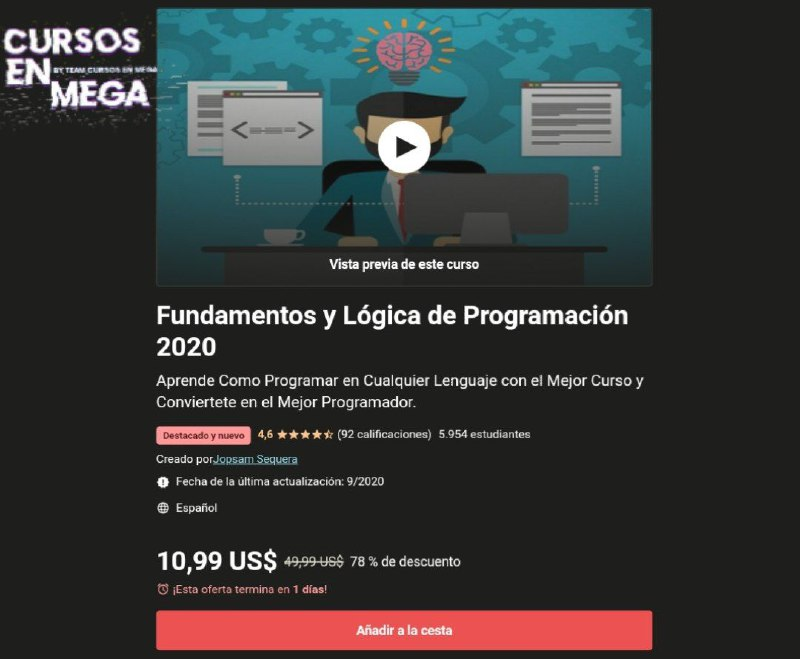 CURSOS
EN BY TEAM CURSOS EN MEGA
MEGA
Vista previa de este curso
Fundamentos y Lógica de Programación
2020
Aprende Como Programar en Cualquier Lenguaje con el Mejor Curso y
Conviertete en el Mejor Programador.
Destacado y nuevo 4,6 (92 calificaciones) 5.954 estudiantes
Creado por Jopsam Sequera
Fecha de la última actualización: 9/2020
Español
10,99 US$ 49,99 US$ 78 % de descuento
¡Esta oferta termina en 1 días!
Añadir a la cesta